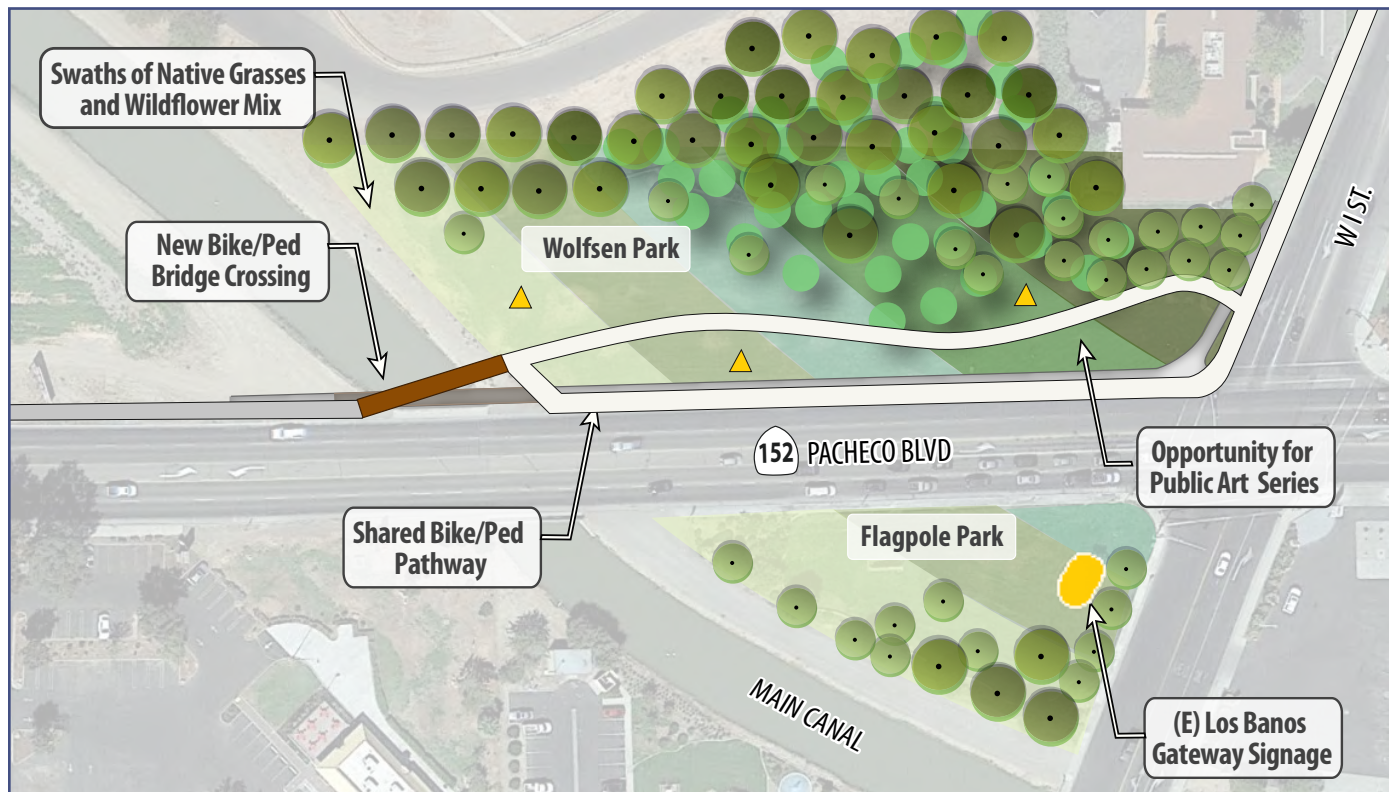 Swaths of Native Grasses
and Wildflower Mix
New Bike/Ped
Bridge Crossing
Wolfsen Park
W I ST.
152 PACHECO BLVD
Shared Bike/Ped
Pathway
Opportunity for
Public Art Series
Flagpole Park
MAIN CANAL
(E) Los Banos
Gateway Signage